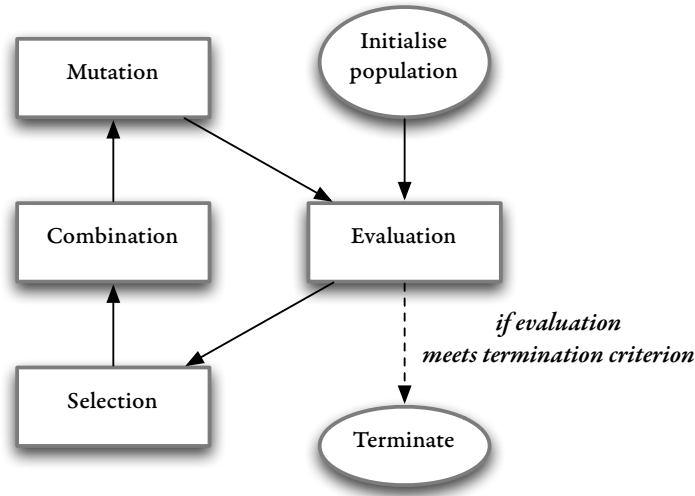 Initialise
population
Mutation
Combination
Evaluation
if evaluation
meets termination criterion
Selection
Terminate